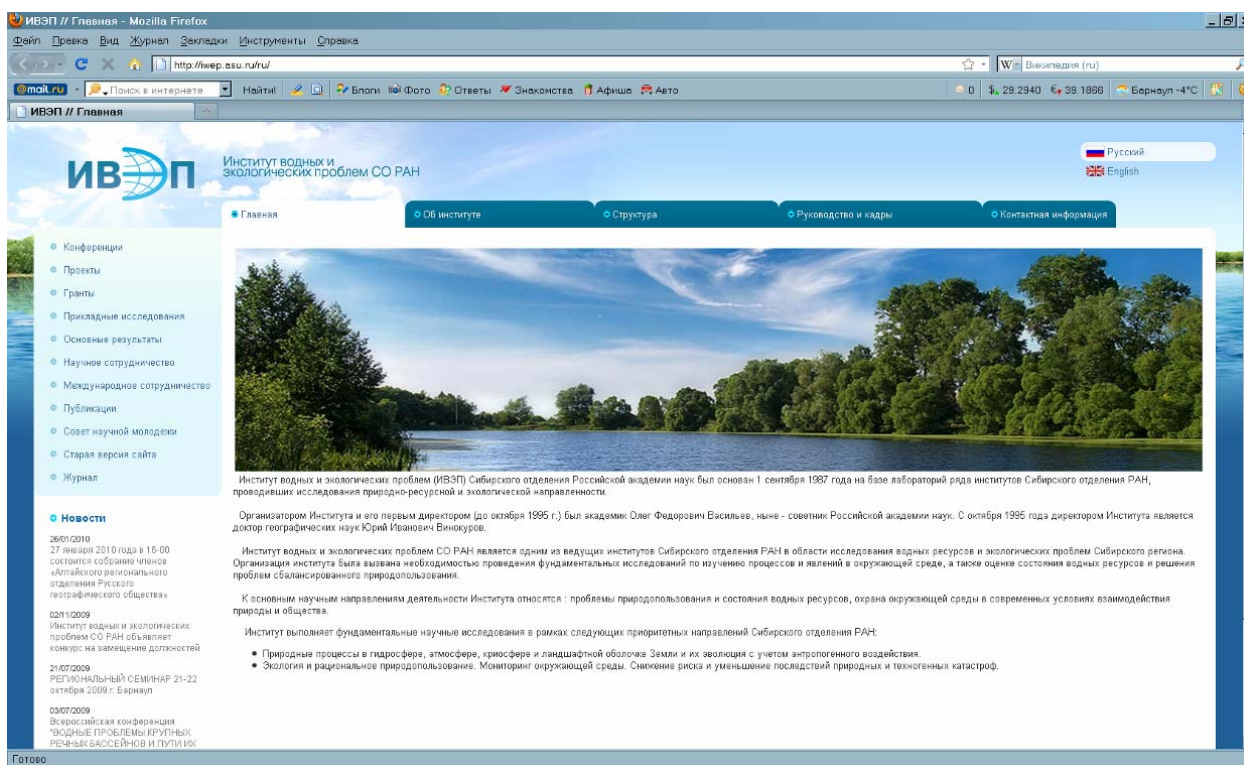 ИВЭП // Главная - Mozilla Firefox
Файл Правка Вид Журнал Закладки Инструменты Справка
http://iwep.asu.ru/ru/
W Википедия (ru)
@mail.ru Поиск в интернете Найти! Блоги Фото Ответы Знакомства Афиша Авто 0 $ 29.2940 € 39.1866 Барнаул -4°C
ИВЭП // Главная
ИВЭП
Институт водных и
экологических проблем СО РАН
Русский
English
Главная Об институте Структура Руководство и кадры Контактная информация
Конференции
Проекты
Гранты
Прикладные исследования
Основные результаты
Научное сотрудничество
Международное сотрудничество
Публикации
Совет научной молодежи
Старая версия сайта
Журнал
Новости
26/01/2010
27 января 2010 года в 16-00
состоится собрание членов
«Алтайского регионального
отделения Русского
географического общества»
02/11/2009
Институт водных и экологических
проблем СО РАН объявляет
конкурс на замещение должностей
21/07/2009
РЕГИОНАЛЬНЫЙ СЕМИНАР 21-22
октября 2009 г. Барнаул
03/07/2009
Всероссийская конференция
"ВОДНЫЕ ПРОБЛЕМЫ КРУПНЫХ
РЕЧНЫХ БАССЕЙНОВ И ПУТИ ИХ
Институт водных и экологических проблем (ИВЭП) Сибирского отделения Российской академии наук был основан 1 сентября 1987 года на базе лабораторий ряда институтов Сибирского отделения РАН,
проводивших исследования природно-ресурсной и экологической направленности.
Организатором Института и его первым директором (до октября 1995 г.) был академик Олег Федорович Васильев, ныне - советник Российской академии наук. С октября 1995 года директором Института является
доктор географических наук Юрий Иванович Винокуров.
Институт водных и экологических проблем СО РАН является одним из ведущих институтов Сибирского отделения РАН в области исследования водных ресурсов и экологических проблем Сибирского региона.
Организация института была вызвана необходимостью проведения фундаментальных исследований по изучению процессов и явлений в окружающей среде, а также оценке состояния водных ресурсов и решения
проблем сбалансированного природопользования.
К основным научным направлениям деятельности Института относятся : проблемы природопользования и состояния водных ресурсов, охрана окружающей среды в современных условиях взаимодействия
природы и общества.
Институт выполняет фундаментальные научные исследования в рамках следующих приоритетных направлений Сибирского отделения РАН:
Природные процессы в гидросфере, атмосфере, криосфере и ландшафтной оболочке Земли и их эволюция с учетом антропогенного воздействия.
Экология и рациональное природопользование. Мониторинг окружающей среды. Снижение риска и уменьшение последствий природных и техногенных катастроф.
Готово